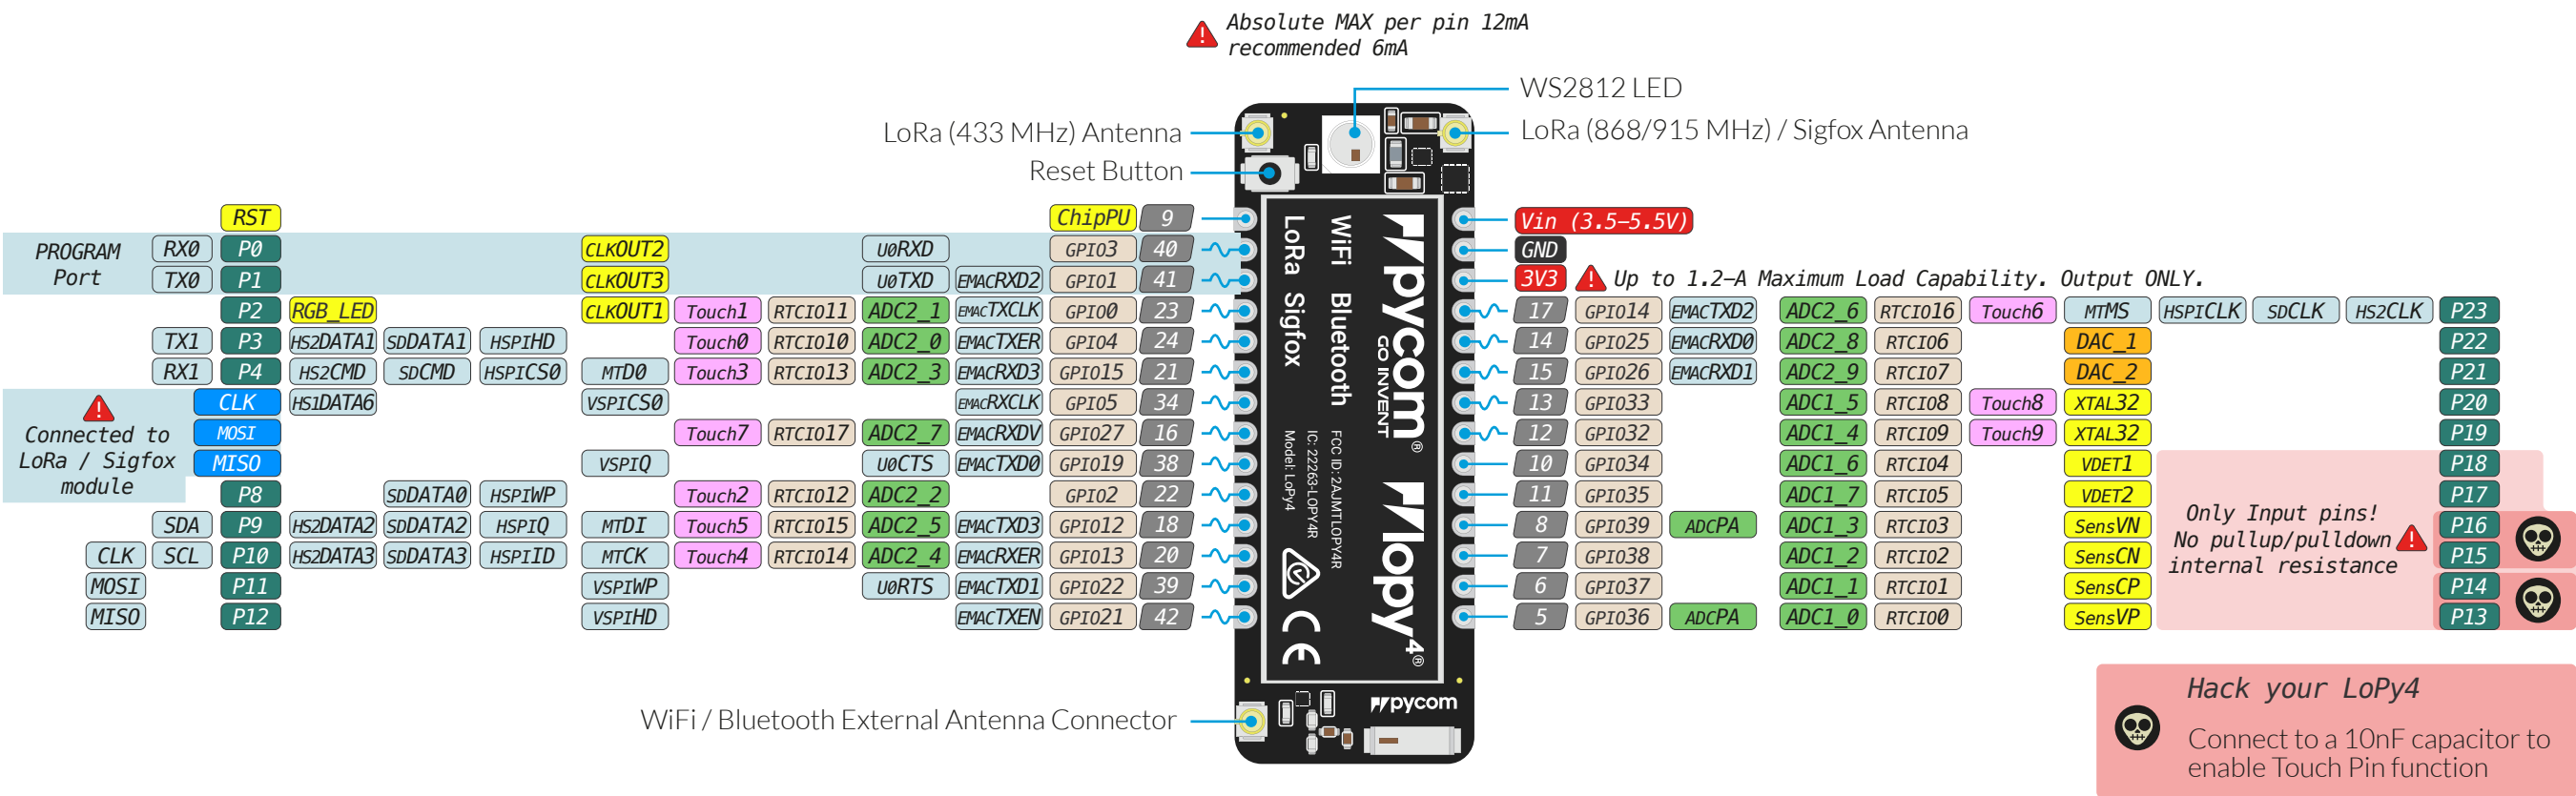 Absolute MAX per pin 12mA
recommended 6mA
WS2812 LED
LoRa (433 MHz) Antenna
LoRa (868/915 MHz) / Sigfox Antenna
Reset Button
RST ChipPU 9 Vin (3.5-5.5V)
PROGRAM
Port
RX0 P0 CLKOUT2 U0RXD GPIO3 40 GND
TX0 P1 CLKOUT3 U0TXD EMACRXD2 GPIO1 41 3V3 Up to 1.2-A Maximum Load Capability. Output ONLY.
P2 RGB_LED CLKOUT1 Touch1 RTCIO11 ADC2_1 EMACTXCLK GPIO0 23 17 GPIO14 EMACTXD2 ADC2_6 RTCIO16 Touch6 MTMS HSPICLK SDCLK HS2CLK P23
TX1 P3 HS2DATA1 SDDATA1 HSPIHD Touch0 RTCIO10 ADC2_0 EMACTXER GPIO4 24 14 GPIO25 EMACRXD0 ADC2_8 RTCIO6 DAC_1 P22
RX1 P4 HS2CMD SDCMD HSPICS0 MTDO Touch3 RTCIO13 ADC2_3 EMACRXD3 GPIO15 21 15 GPIO26 EMACRXD1 ADC2_9 RTCIO7 DAC_2 P21
CLK HS1DATA6 VSPICS0 EMACRXCLK GPIO5 34 13 GPIO33 ADC1_5 RTCIO8 Touch8 XTAL32 P20
MOSI Touch7 RTCIO17 ADC2_7 EMACRXDV GPIO27 16 12 GPIO32 ADC1_4 RTCIO9 Touch9 XTAL32 P19
MISO VSPIQ U0CTS EMACTXD0 GPIO19 38 10 GPIO34 ADC1_6 RTCIO4 VDET1 P18
Connected to
LoRa / Sigfox
module
P8 SDDATA0 HSPIWP Touch2 RTCIO12 ADC2_2 GPIO2 22 11 GPIO35 ADC1_7 RTCIO5 VDET2 P17
SDA P9 HS2DATA2 SDDATA2 HSPIQ MTDI Touch5 RTCIO15 ADC2_5 EMACTXD3 GPIO12 18 8 GPIO39 ADCPA ADC1_3 RTCIO3 SensVN P16
CLK SCL P10 HS2DATA3 SDDATA3 HSPIID MTCK Touch4 RTCIO14 ADC2_4 EMACRXER GPIO13 20 7 GPIO38 ADC1_2 RTCIO2 SensCN P15
MOSI P11 VSPIWP U0RTS EMACTXD1 GPIO22 39 6 GPIO37 ADC1_1 RTCIO1 SensCP P14
MISO P12 VSPIHD EMACTXEN GPIO21 42 5 GPIO36 ADCPA ADC1_0 RTCIO0 SensVP P13
Only Input pins!
No pullup/pulldown
internal resistance
pycom®
GO INVENT
lopy4®
WiFi Bluetooth
LoRa Sigfox
FCC ID: 2AJMTLOPY4R
IC: 22263-LOPY4R
Model: LoPy4
CE
pycom
WiFi / Bluetooth External Antenna Connector
Hack your LoPy4
Connect to a 10nF capacitor to
enable Touch Pin function